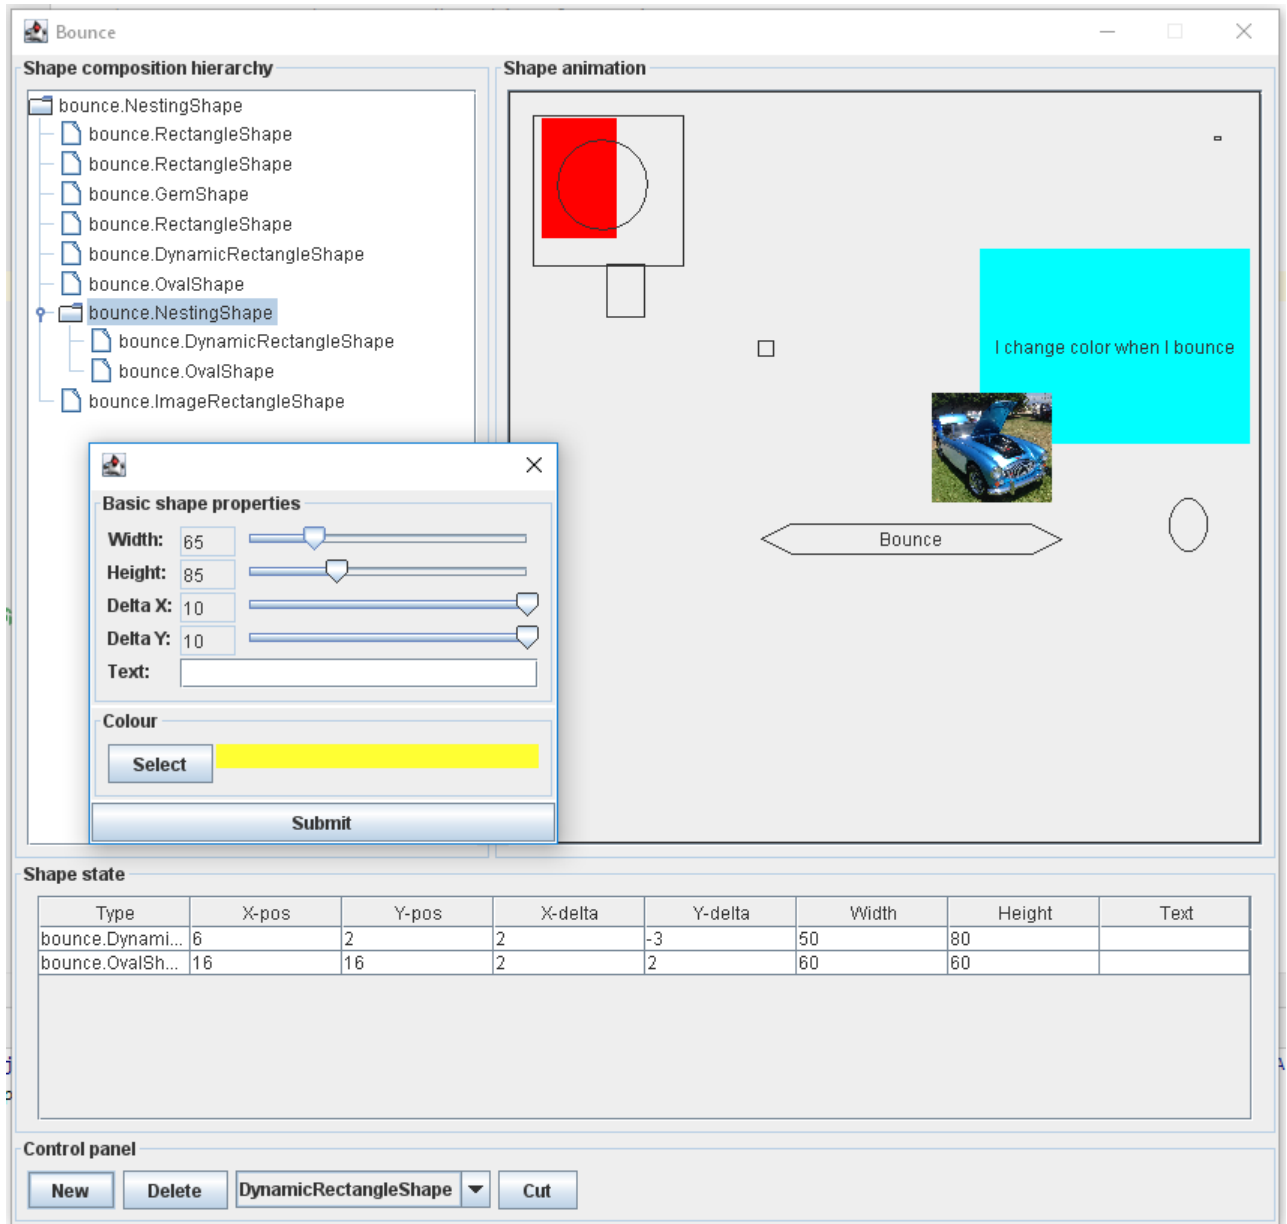 Bounce
Shape composition hierarchy
bounce.NestingShape
bounce.RectangleShape
bounce.RectangleShape
bounce.GemShape
bounce.RectangleShape
bounce.DynamicRectangleShape
bounce.OvalShape
bounce.NestingShape
bounce.DynamicRectangleShape
bounce.OvalShape
bounce.ImageRectangleShape
Shape animation
I change color when I bounce
Bounce
Basic shape properties
Width: 65
Height: 85
Delta X: 10
Delta Y: 10
Text:
Colour
Select
Submit
Shape state
Type X-pos Y-pos X-delta Y-delta Width Height Text
bounce.Dynami... 6 2 2 -3 50 80
bounce.OvalSh... 16 16 2 2 60 60
Control panel
New Delete DynamicRectangleShape Cut